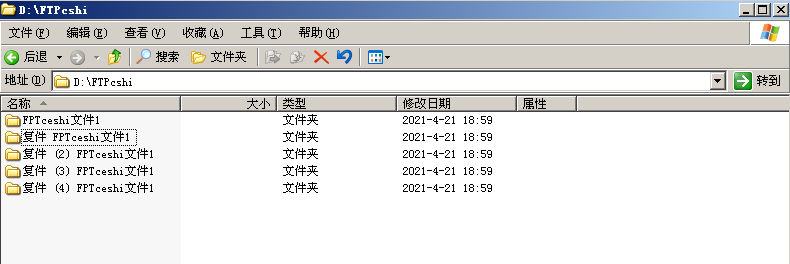 D:\FTPcshi
文件(F) 编辑(E) 查看(V) 收藏(A) 工具(T) 帮助(H)
后退 搜索 文件夹
地址(D) D:\FTPcshi 转到
名称 大小 类型 修改日期 属性
FPTceshi文件1 文件夹 2021-4-21 18:59
复件 FPTceshi文件1 文件夹 2021-4-21 18:59
复件 (2) FPTceshi文件1 文件夹 2021-4-21 18:59
复件 (3) FPTceshi文件1 文件夹 2021-4-21 18:59
复件 (4) FPTceshi文件1 文件夹 2021-4-21 18:59